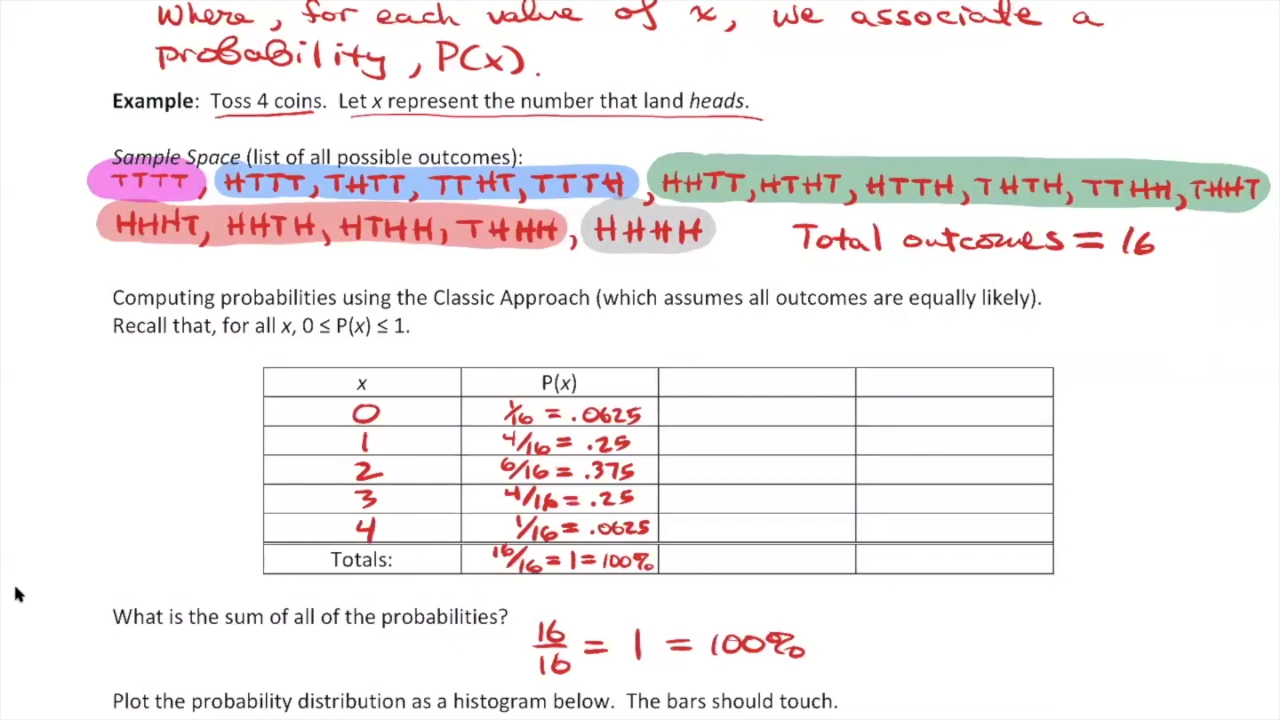 where, for each value of x, we associate a
probability, P(x).
Example: Toss 4 coins. Let x represent the number that land heads.
Sample Space (list of all possible outcomes):
TTTT, HTTT, THTT, TTHT, TTTH, HHTT, HTHT, HTTH, THTH, TTHH, THHT
HHHT, HHTH, HTHH, THHH, HHHH Total outcomes = 16
Computing probabilities using the Classic Approach (which assumes all outcomes are equally likely).
Recall that, for all x, 0 ≤ P(x) ≤ 1.
x P(x)
0 1/16 = .0625
1 4/16 = .25
2 6/16 = .375
3 4/16 = .25
4 1/16 = .0625
Totals: 16/16 = 1 = 100%
What is the sum of all of the probabilities?
16/16 = 1 = 100%
Plot the probability distribution as a histogram below. The bars should touch.